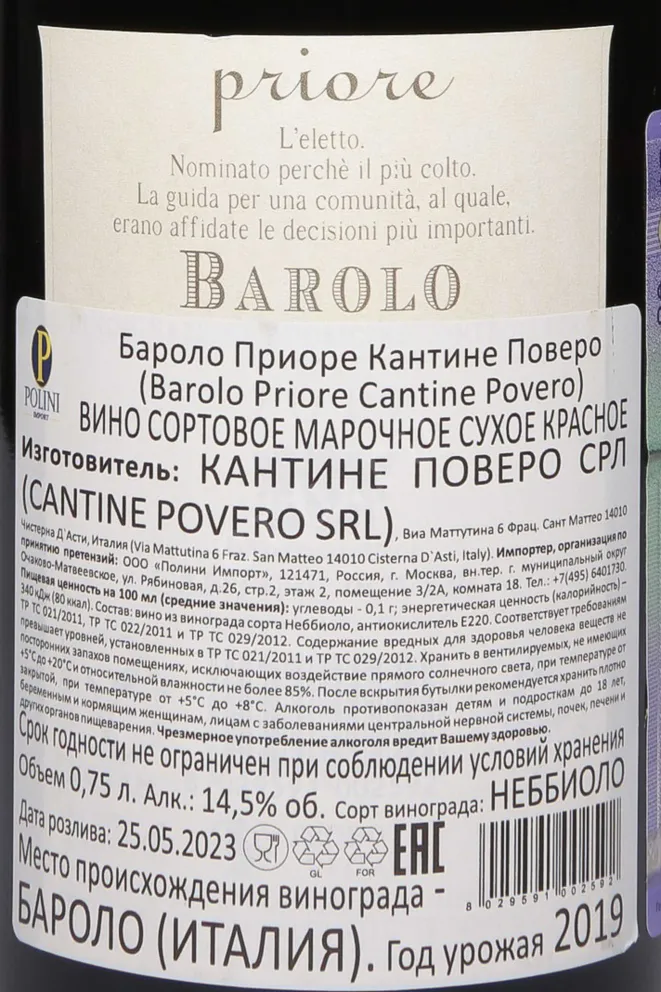 priore
L'eletto.
Nominato perchè il più colto.
La guida per una comunità, al quale,
erano affidate le decisioni più importanti.
BAROLO
P
POLINI
IMPORT
Бароло Приоре Кантине Поверо
(Barolo Priore Cantine Povero)
ВИНО СОРТОВОЕ МАРОЧНОЕ СУХОЕ КРАСНОЕ
Изготовитель: КАНТИНЕ ПОВЕРО СРЛ
(CANTINE POVERO SRL), Виа Маттутина 6 Фрац. Сант Маттео 14010
Чистерна Д`Асти, Италия (Via Mattutina 6 Fraz. San Matteo 14010 Cisterna D`Asti, Italy). Импортер, организация по
принятию претензий: ООО «Полини Импорт», 121471, Россия, г. Москва, вн.тер. г. муниципальный округ
Очаково-Матвеевское, ул. Рябиновая, д.26, стр.2, этаж 2, помещение 3/2А, комната 18. Тел.: +7(495) 6401730.
Пищевая ценность на 100 мл (средние значения): углеводы - 0,1 г; энергетическая ценность (калорийность) –
340 кДж (80 ккал). Состав: вино из винограда сорта Неббиоло, антиокислитель Е220. Соответствует требованиям
ТР ТС 021/2011, ТР ТС 022/2011 и ТР ТС 029/2012. Содержание вредных для здоровья человека веществ не
превышает уровней, установленных в ТР ТС 021/2011 и ТР ТС 029/2012. Хранить в вентилируемых, не имеющих
посторонних запахов помещениях, исключающих воздействие прямого солнечного света, при температуре от
+5°С до +20°С и относительной влажности не более 85%. После вскрытия бутылки рекомендуется хранить плотно
закрытой, при температуре от +5°С до +8°С. Алкоголь противопоказан детям и подросткам до 18 лет,
беременным и кормящим женщинам, лицам с заболеваниями центральной нервной системы, почек, печени и
других органов пищеварения. Чрезмерное употребление алкоголя вредит Вашему здоровью.
Срок годности не ограничен при соблюдении условий хранения
Объем 0,75 л. Алк.: 14,5% об. Сорт винограда: НЕББИОЛО
Дата розлива: 25.05.2023
GL
FOR
EAC
8 029591 002592
Место происхождения винограда -
БАРОЛО (ИТАЛИЯ). Год урожая 2019